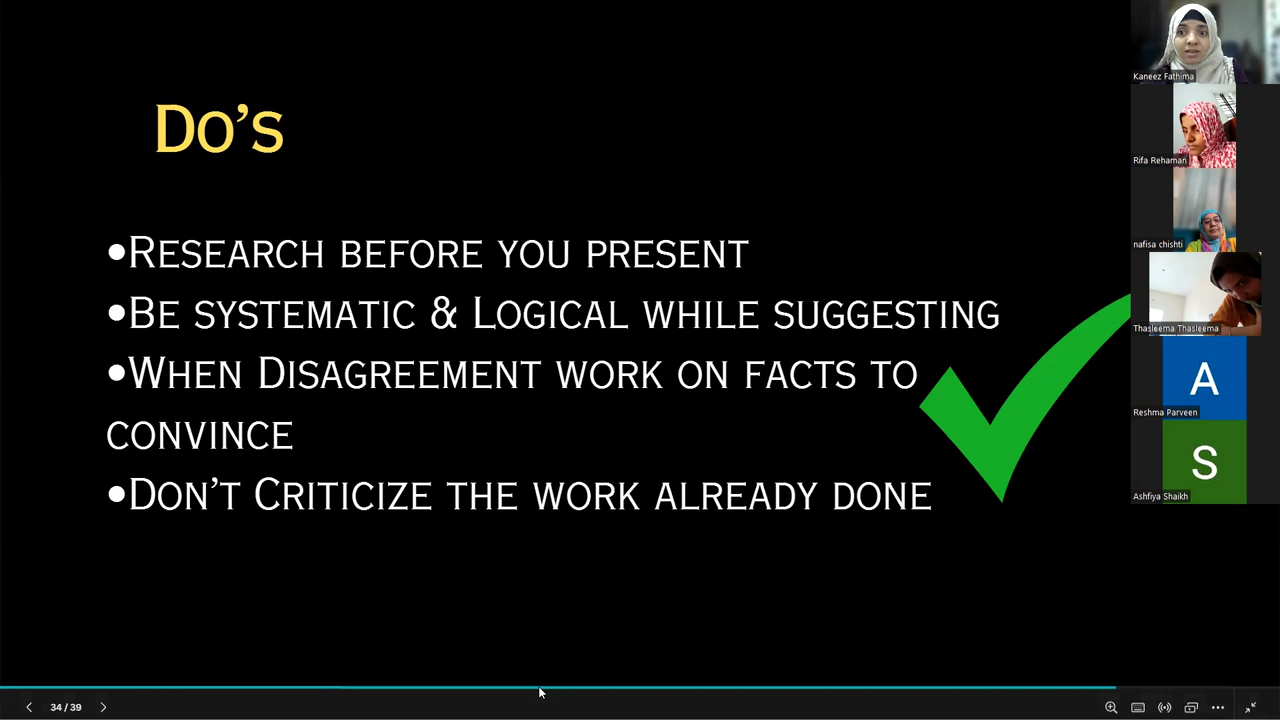 Do's
•Research before you present
•Be systematic & Logical while suggesting
•When Disagreement work on facts to
convince
•Don't Criticize the work already done
Kaneez Fathima
Rifa Rehaman
nafisa chishti
Thasleema Thasleema
A
Reshma Parveen
S
Ashfiya Shaikh
34 / 39